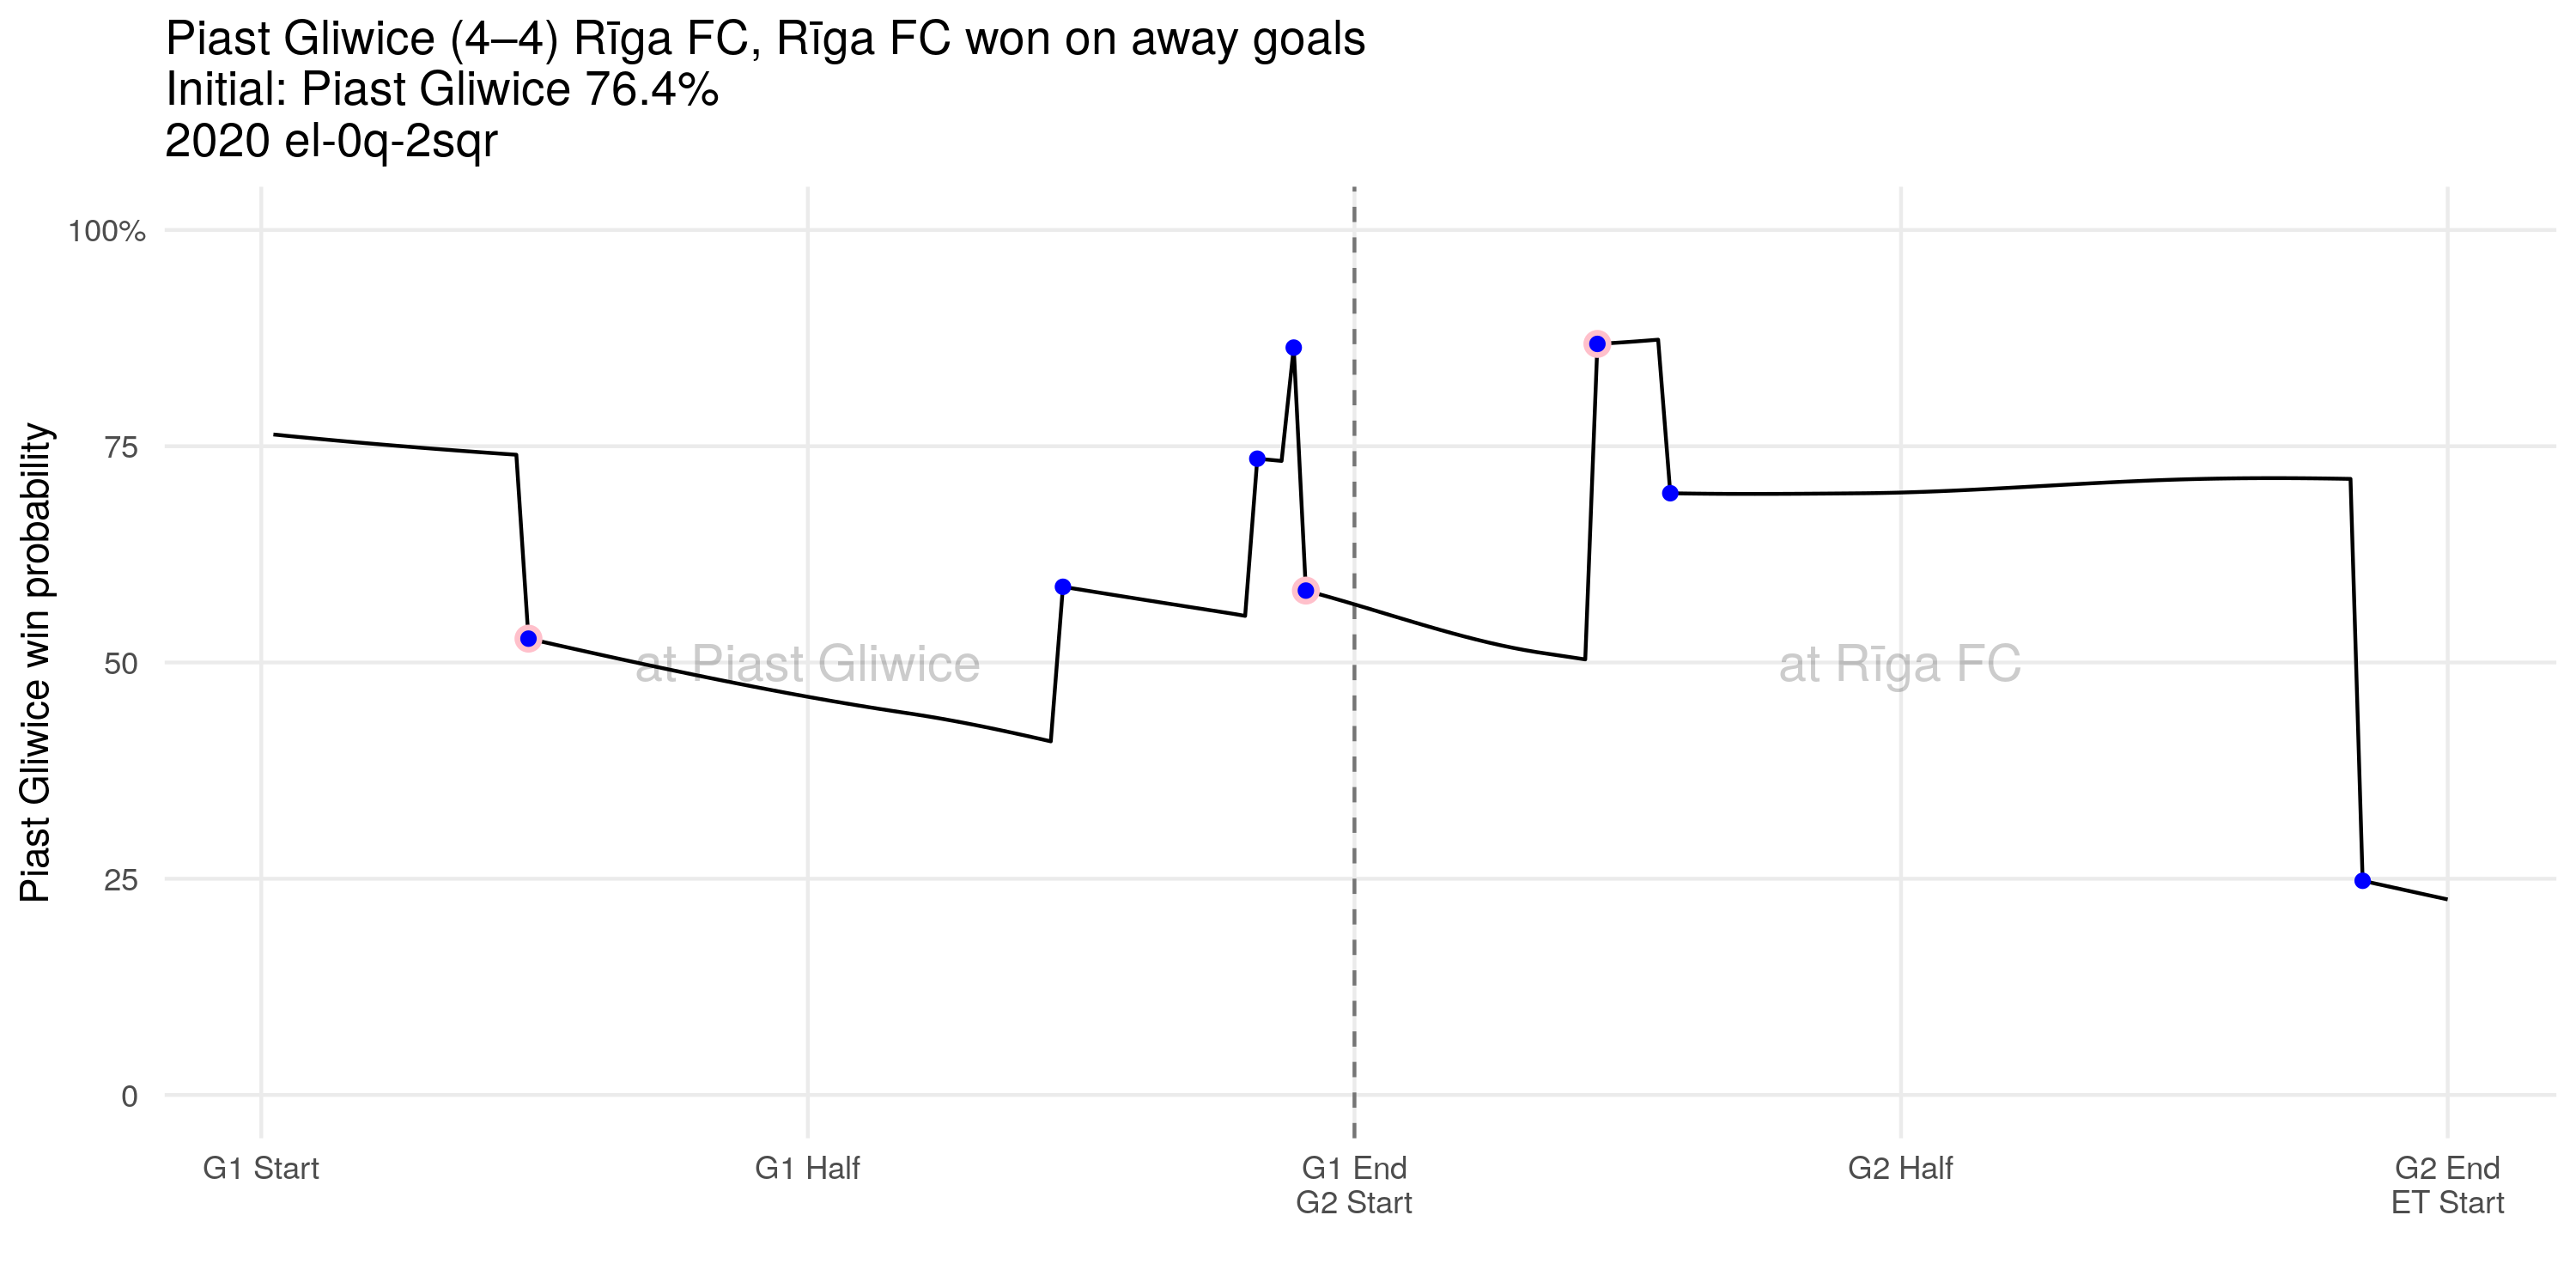 Piast Gliwice (4–4) Rīga FC, Rīga FC won on away goals
Initial: Piast Gliwice 76.4%
2020 el-0q-2sqr
Piast Gliwice win probability
100%
75
50
25
0
at Piast Gliwice
at Rīga FC
G1 Start
G1 Half
G1 End
G2 Start
G2 Half
G2 End
ET Start